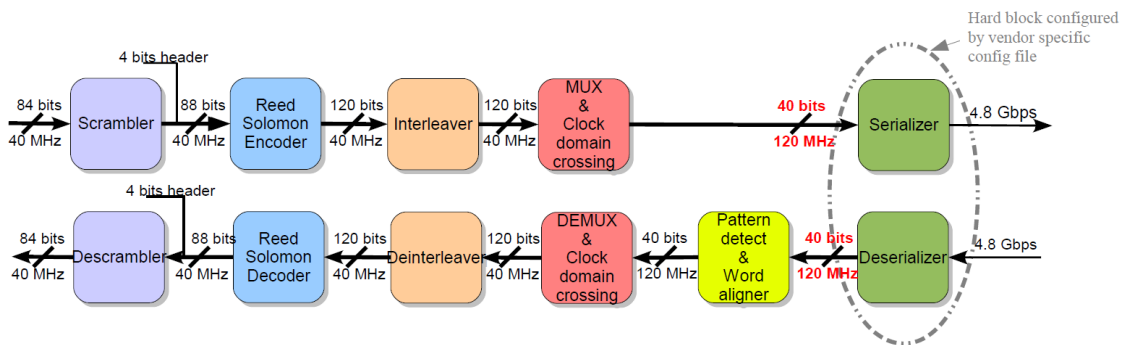 Hard block configured
by vendor specific
config file
4 bits header
84 bits
40 MHz
Scrambler
88 bits
40 MHz
Reed
Solomon
Encoder
120 bits
40 MHz
Interleaver
120 bits
40 MHz
MUX
&
Clock
domain
crossing
40 bits
120 MHz
Serializer
4.8 Gbps
4 bits header
84 bits
40 MHz
Descrambler
88 bits
40 MHz
Reed
Solomon
Decoder
120 bits
40 MHz
Deinterleaver
120 bits
40 MHz
DEMUX
&
Clock
domain
crossing
40 bits
120 MHz
Pattern
detect
&
Word
aligner
40 bits
120 MHz
Deserializer
4.8 Gbps